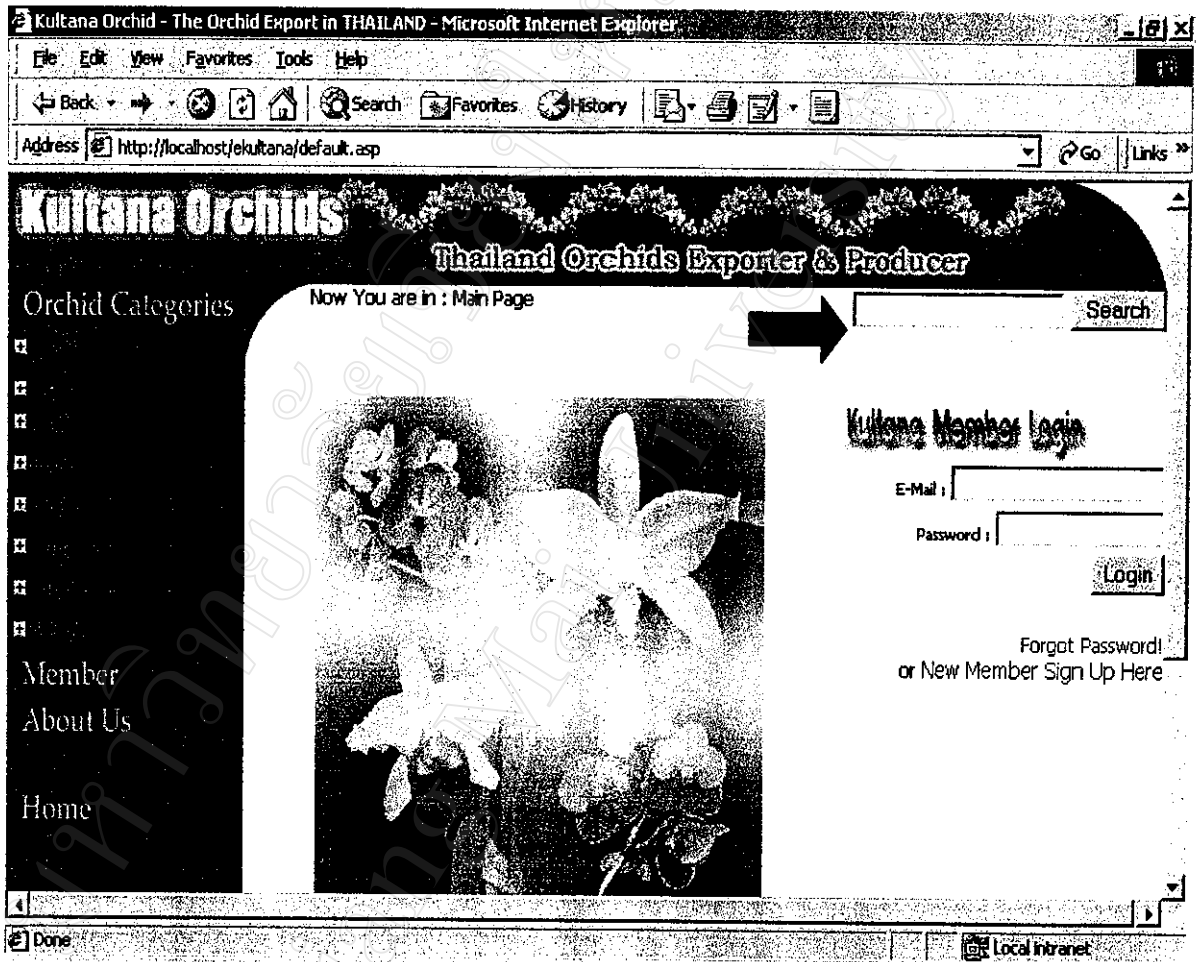 Kultana Orchid - The Orchid Export in THAILAND - Microsoft Internet Explorer
File Edit View Favorites Tools Help
Back Search Favorites History
Address http://localhost/ekultana/default.asp Go Links »
Kultana Orchids
Thailand Orchids Exporter & Producer
Orchid Categories
Now You are in : Main Page
Search
Kultana Member Login
E-Mail :
Password :
Login
Forgot Password!
or New Member Sign Up Here
Member
About Us
Home
Done
Local intranet